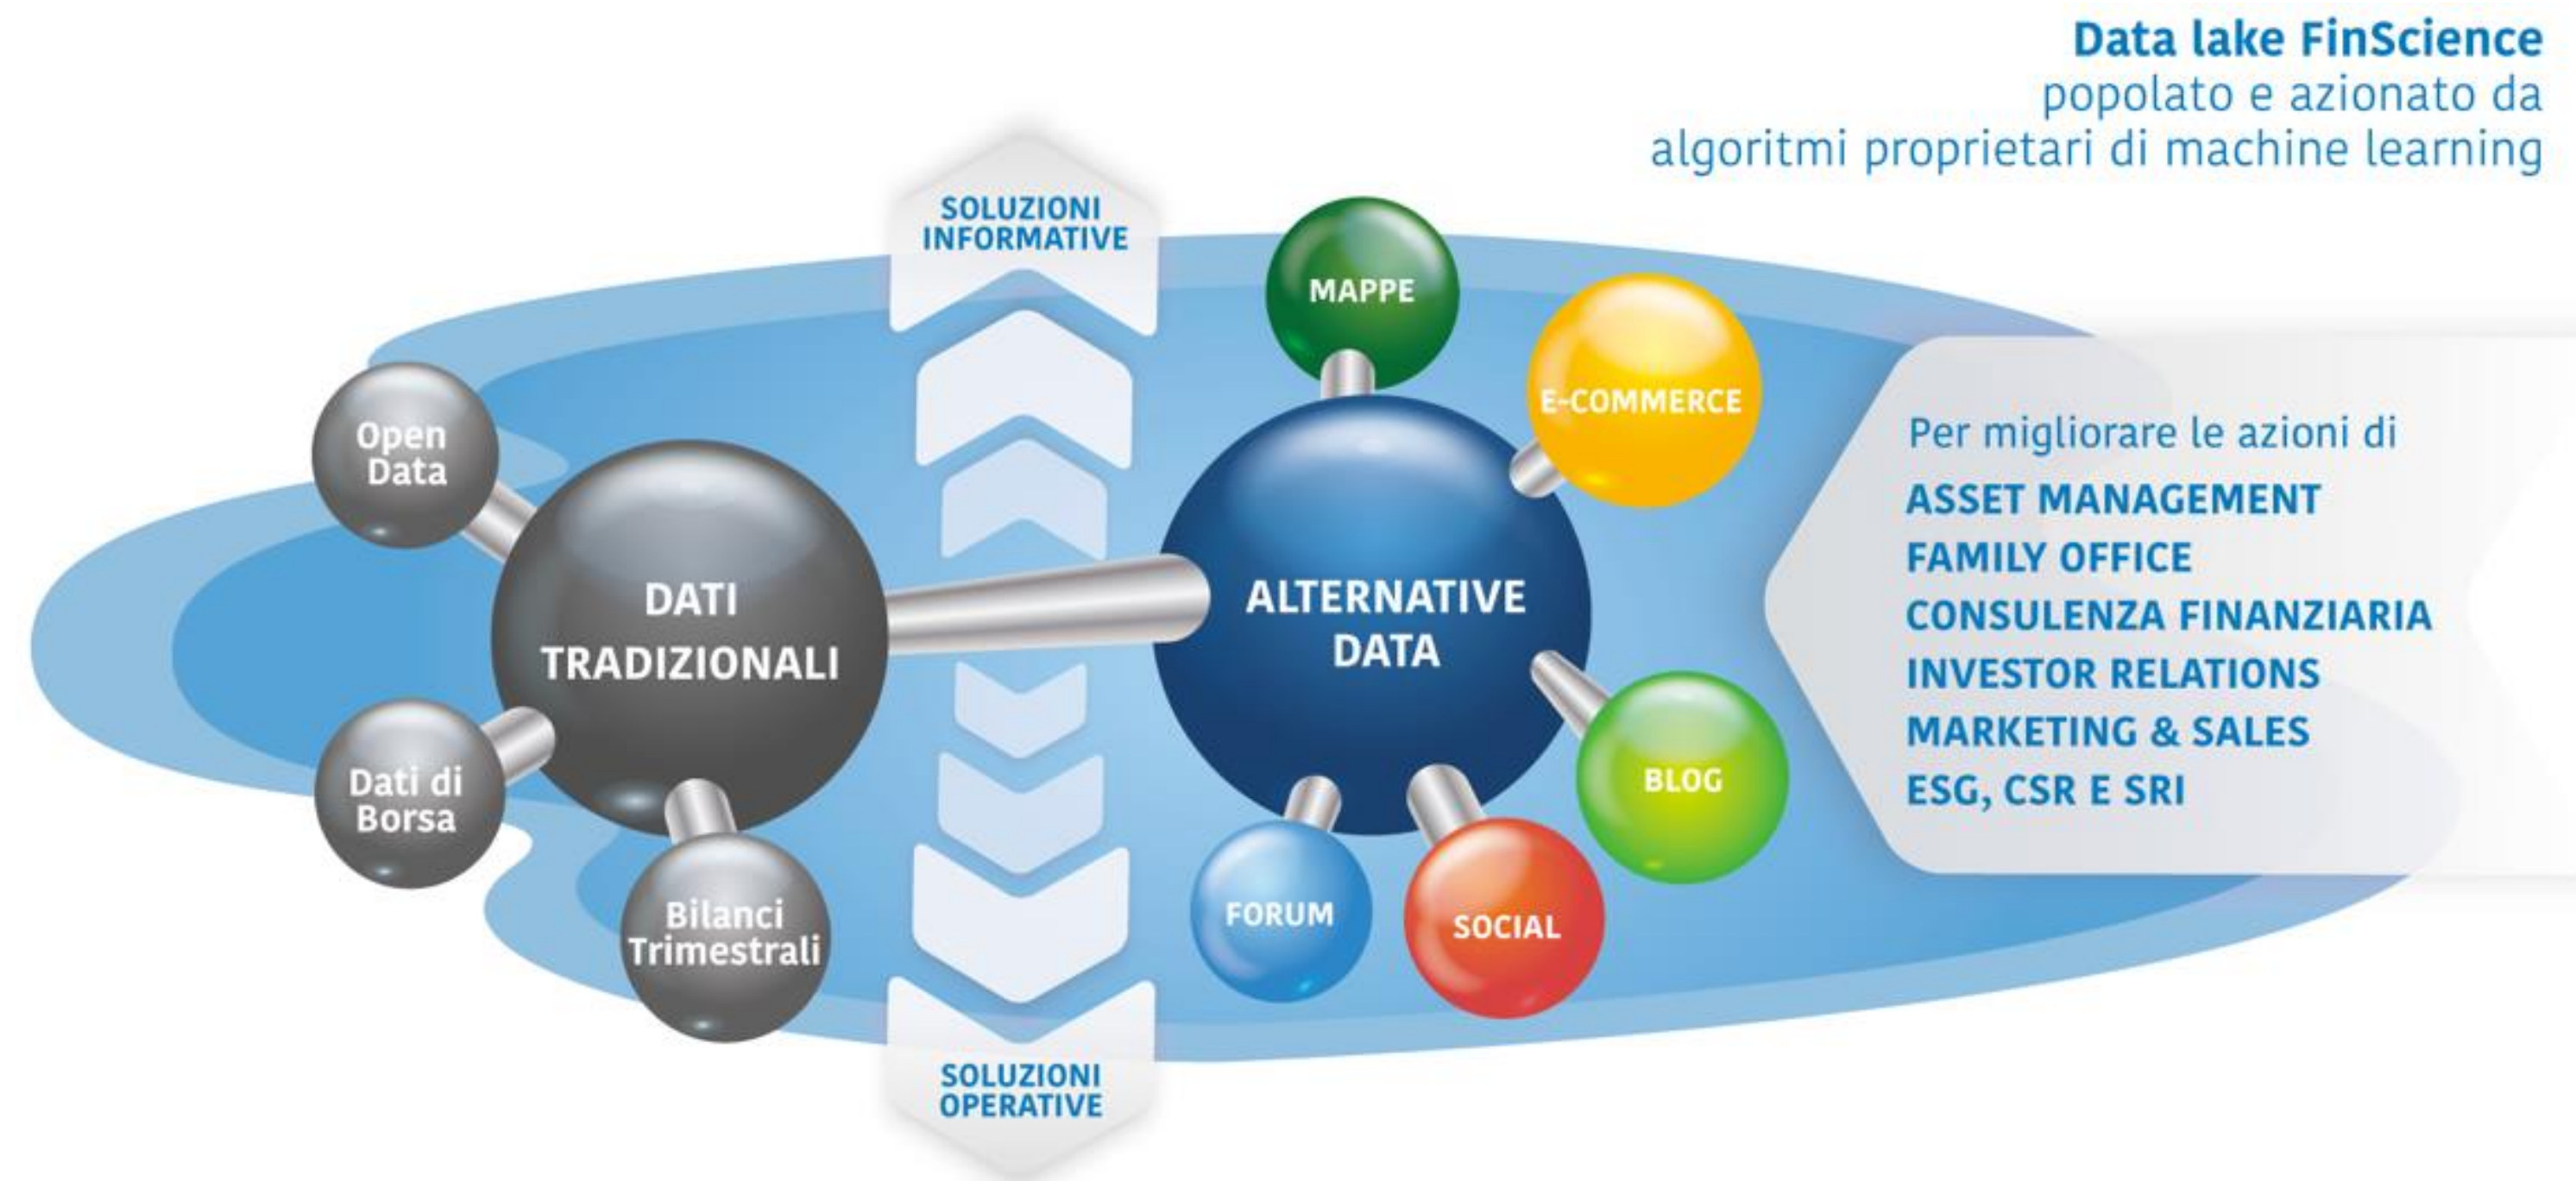 Data lake FinScience
popolato e azionato da
algoritmi proprietari di machine learning
SOLUZIONI
INFORMATIVE
MAPPE
E-COMMERCE
Open
Data
DATI
TRADIZIONALI
ALTERNATIVE
DATA
Dati di
Borsa
Bilanci
Trimestrali
BLOG
FORUM
SOCIAL
SOLUZIONI
OPERATIVE
Per migliorare le azioni di
ASSET MANAGEMENT
FAMILY OFFICE
CONSULENZA FINANZIARIA
INVESTOR RELATIONS
MARKETING & SALES
ESG, CSR E SRI